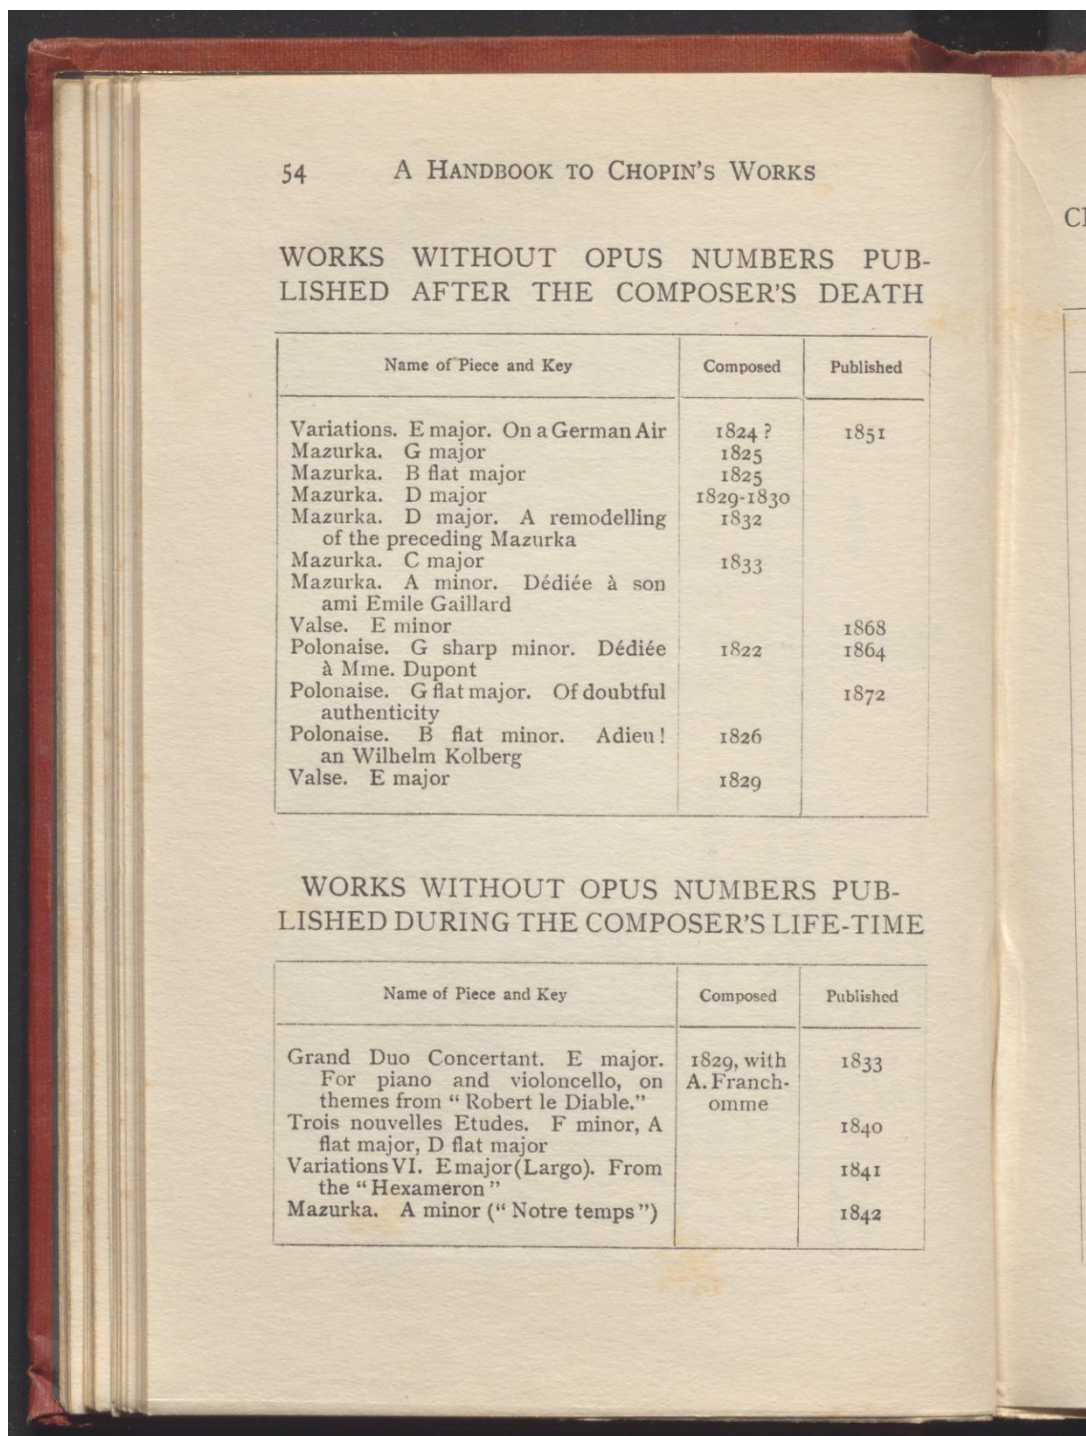 54 A HANDBOOK TO CHOPIN'S WORKS
WORKS WITHOUT OPUS NUMBERS PUB-
LISHED AFTER THE COMPOSER'S DEATH
Name of Piece and Key Composed Published
Variations. E major. On a German Air 1824 ? 1851
Mazurka. G major 1825
Mazurka. B flat major 1825
Mazurka. D major 1829-1830
Mazurka. D major. A remodelling 1832
of the preceding Mazurka
Mazurka. C major 1833
Mazurka. A minor. Dédiée à son
ami Emile Gaillard
Valse. E minor 1868
Polonaise. G sharp minor. Dédiée 1822 1864
à Mme. Dupont
Polonaise. G flat major. Of doubtful 1872
authenticity
Polonaise. B flat minor. Adieu! 1826
an Wilhelm Kolberg
Valse. E major 1829
WORKS WITHOUT OPUS NUMBERS PUB-
LISHED DURING THE COMPOSER'S LIFE-TIME
Name of Piece and Key Composed Published
Grand Duo Concertant. E major. 1829, with 1833
For piano and violoncello, on A. Franch-
themes from "Robert le Diable." omme
Trois nouvelles Etudes. F minor, A 1840
flat major, D flat major
Variations VI. E major (Largo). From 1841
the "Hexameron"
Mazurka. A minor ("Notre temps") 1842